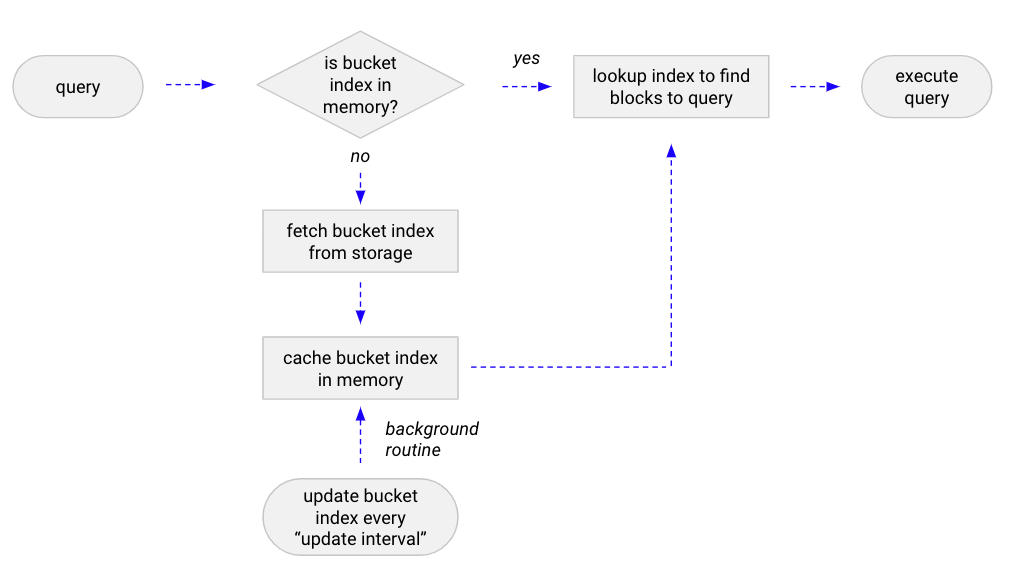 query
is bucket
index in
memory?
yes
lookup index to find
blocks to query
execute
query
no
fetch bucket index
from storage
cache bucket index
in memory
background
routine
update bucket
index every
“update interval”